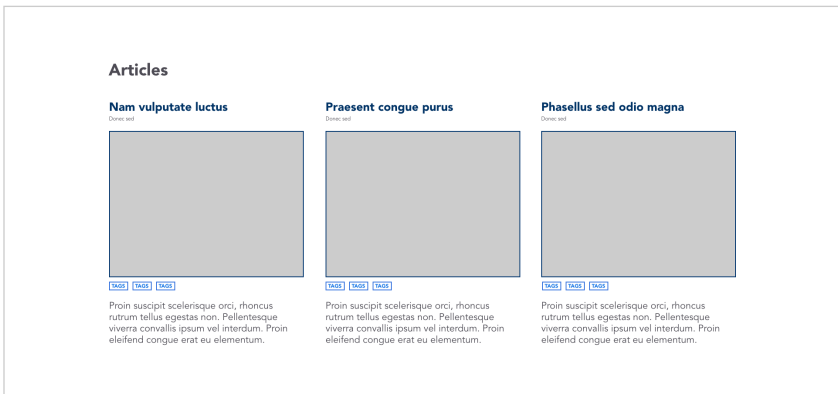 Articles
Nam vulputate luctus
Donec sed
TAGS TAGS TAGS
Proin suscipit scelerisque orci, rhoncus
rutrum tellus egestas non. Pellentesque
viverra convallis ipsum vel interdum. Proin
eleifend congue erat eu elementum.
Praesent congue purus
Donec sed
TAGS TAGS TAGS
Proin suscipit scelerisque orci, rhoncus
rutrum tellus egestas non. Pellentesque
viverra convallis ipsum vel interdum. Proin
eleifend congue erat eu elementum.
Phasellus sed odio magna
Donec sed
TAGS TAGS TAGS
Proin suscipit scelerisque orci, rhoncus
rutrum tellus egestas non. Pellentesque
viverra convallis ipsum vel interdum. Proin
eleifend congue erat eu elementum.